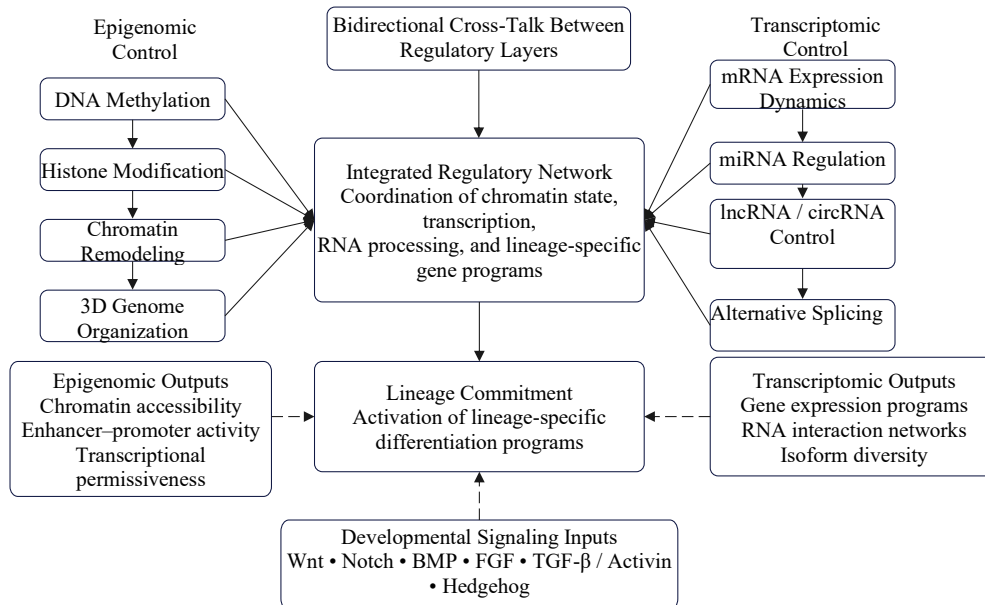 Epigenomic
Control
DNA Methylation
Histone Modification
Chromatin
Remodeling
3D Genome
Organization
Bidirectional Cross-Talk Between
Regulatory Layers
Integrated Regulatory Network
Coordination of chromatin state,
transcription,
RNA processing, and lineage-specific
gene programs
Transcriptomic
Control
mRNA Expression
Dynamics
miRNA Regulation
lncRNA / circRNA
Control
Alternative Splicing
Epigenomic Outputs
Chromatin accessibility
Enhancer–promoter activity
Transcriptional
permissiveness
Lineage Commitment
Activation of lineage-specific
differentiation programs
Transcriptomic Outputs
Gene expression programs
RNA interaction networks
Isoform diversity
Developmental Signaling Inputs
Wnt • Notch • BMP • FGF • TGF-β / Activin
• Hedgehog